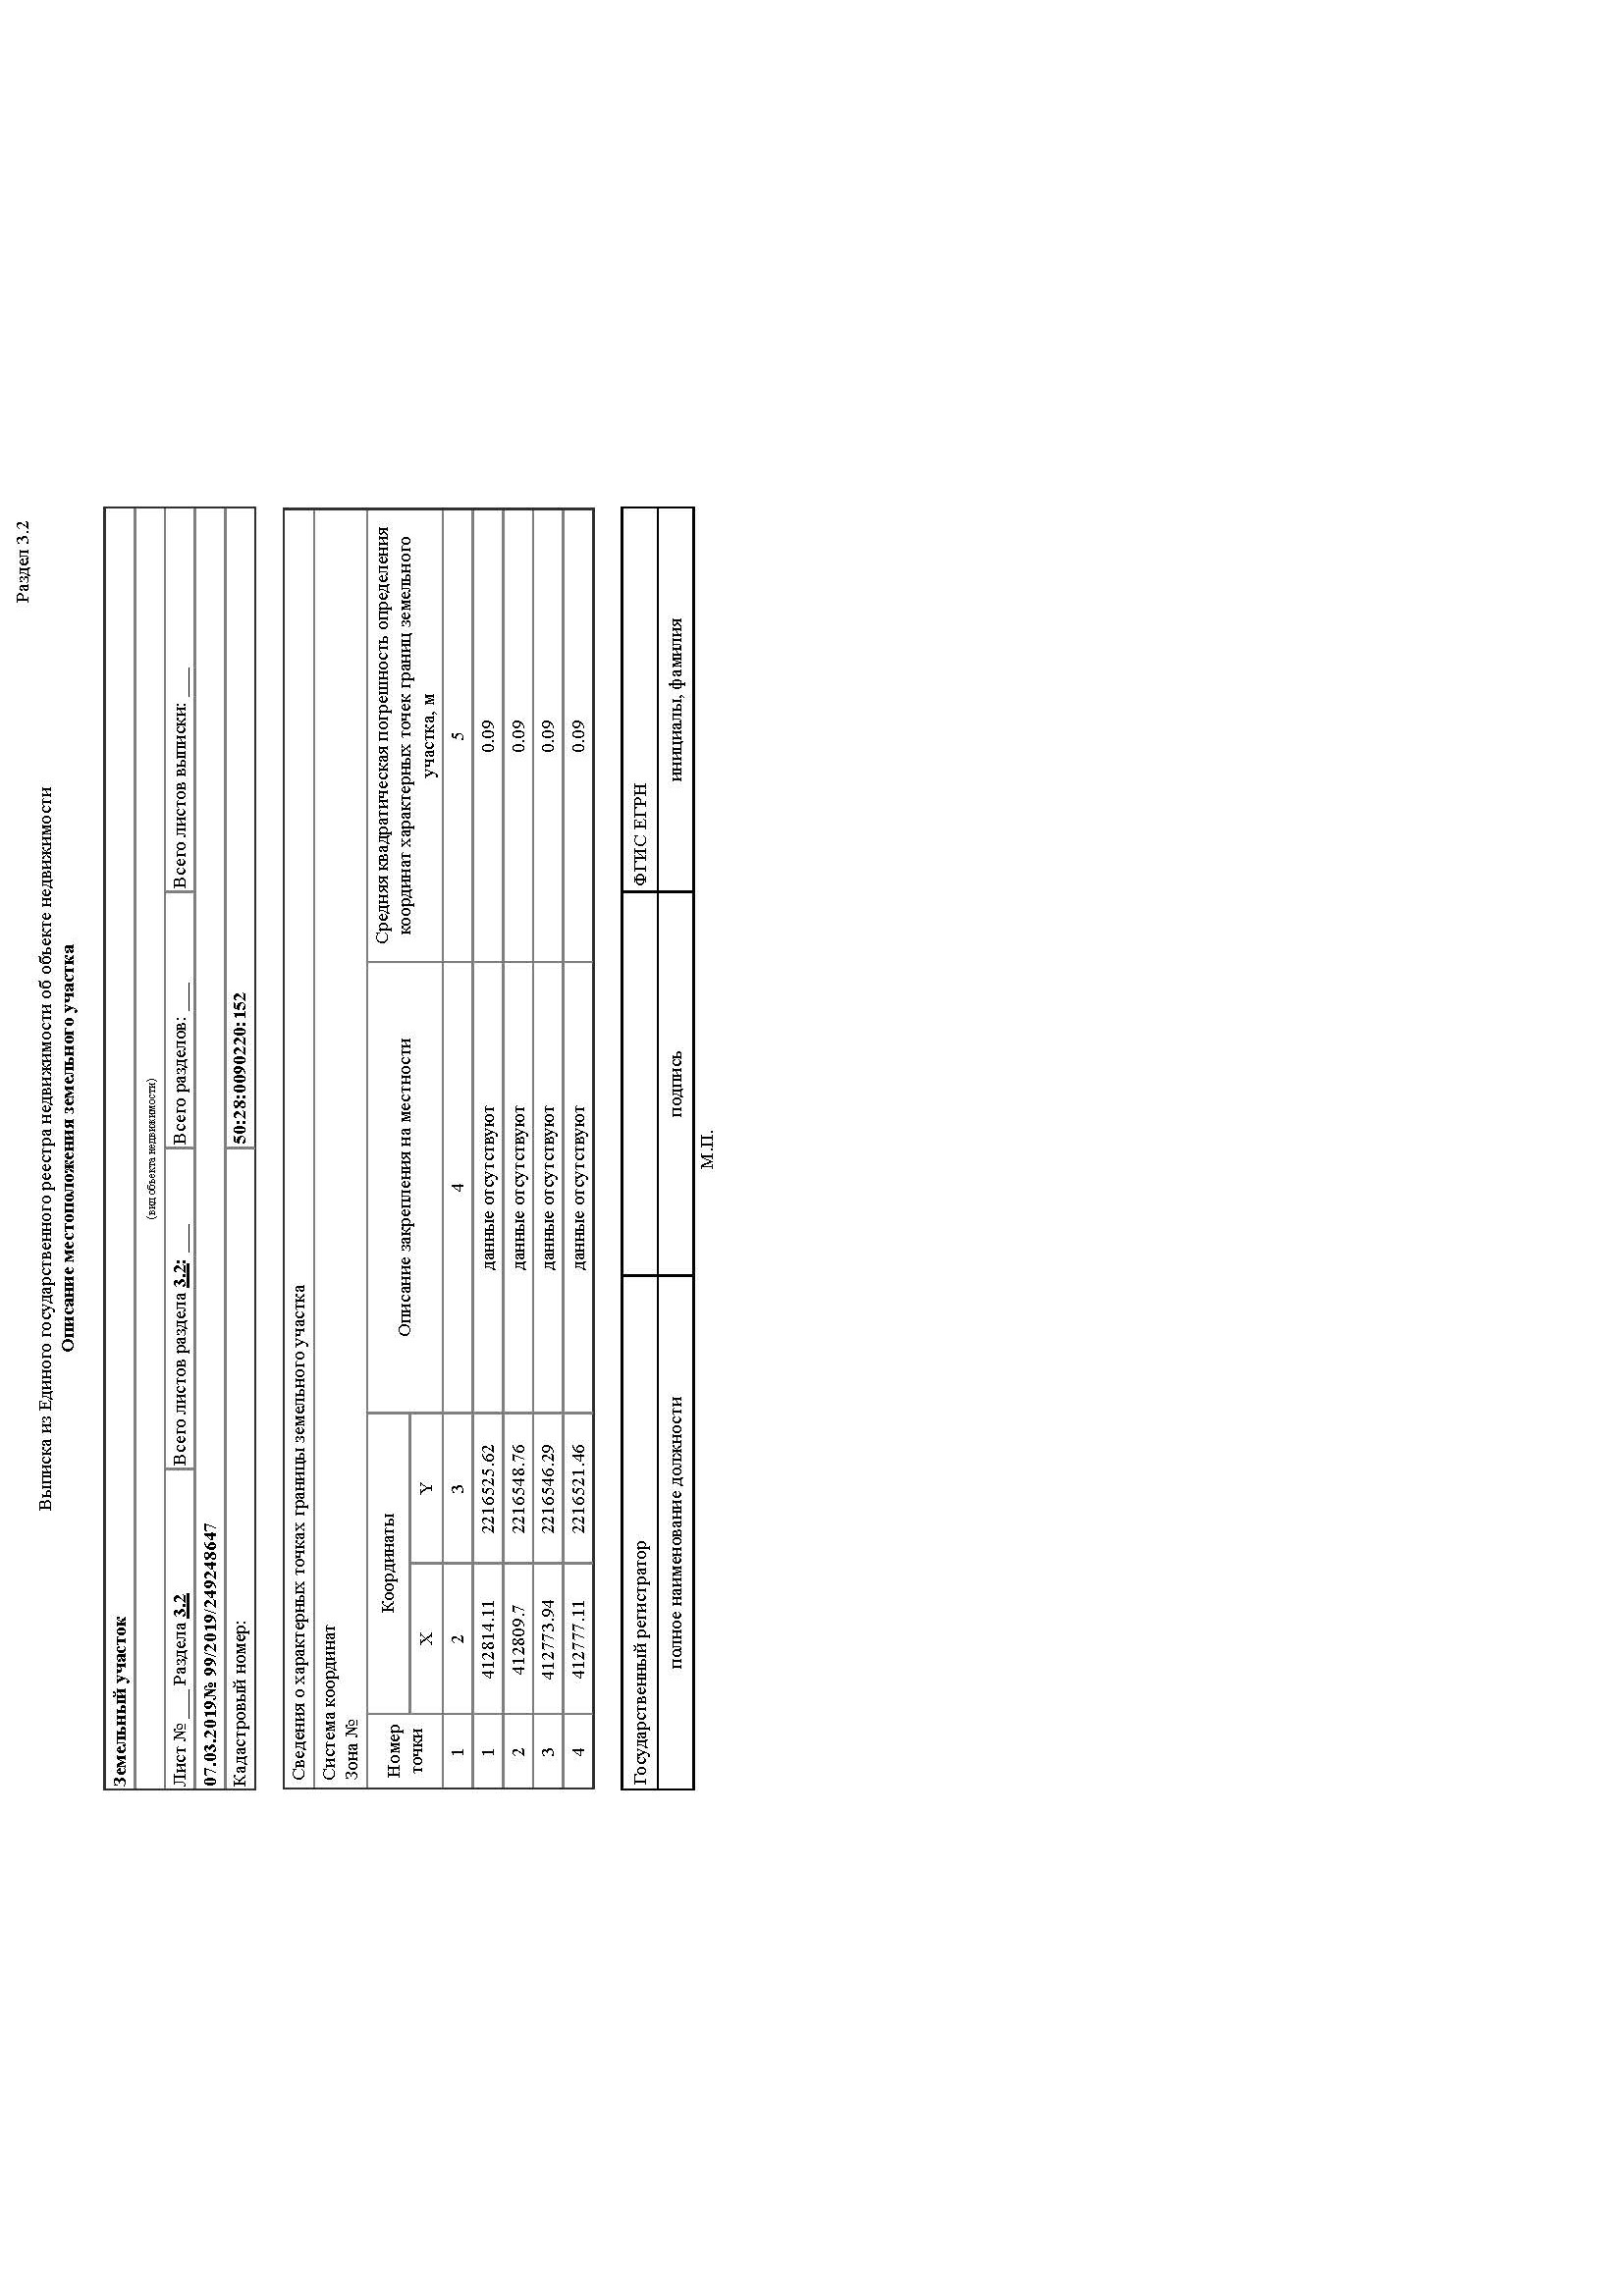 Раздел 3.2
Выписка из Единого государственного реестра недвижимости об объекте недвижимости
Описание местоположения земельного участка
Земельный участок
(вид объекта недвижимости)
Лист № ___ Раздела 3.2 Всего листов раздела 3.2: ___ Всего разделов: ___ Всего листов выписки: ___
07.03.2019№ 99/2019/249248647
Кадастровый номер: 50:28:0090220:152
Сведения о характерных точках границы земельного участка
Система координат
Зона №
Номер точки Координаты Описание закрепления на местности Средняя квадратическая погрешность определения координат характерных точек границ земельного участка, м
X Y
1 2 3 4 5
1 412814.11 2216525.62 данные отсутствуют 0.09
2 412809.7 2216548.76 данные отсутствуют 0.09
3 412773.94 2216546.29 данные отсутствуют 0.09
4 412777.11 2216521.46 данные отсутствуют 0.09
Государственный регистратор ФГИС ЕГРН
полное наименование должности подпись инициалы, фамилия
М.П.